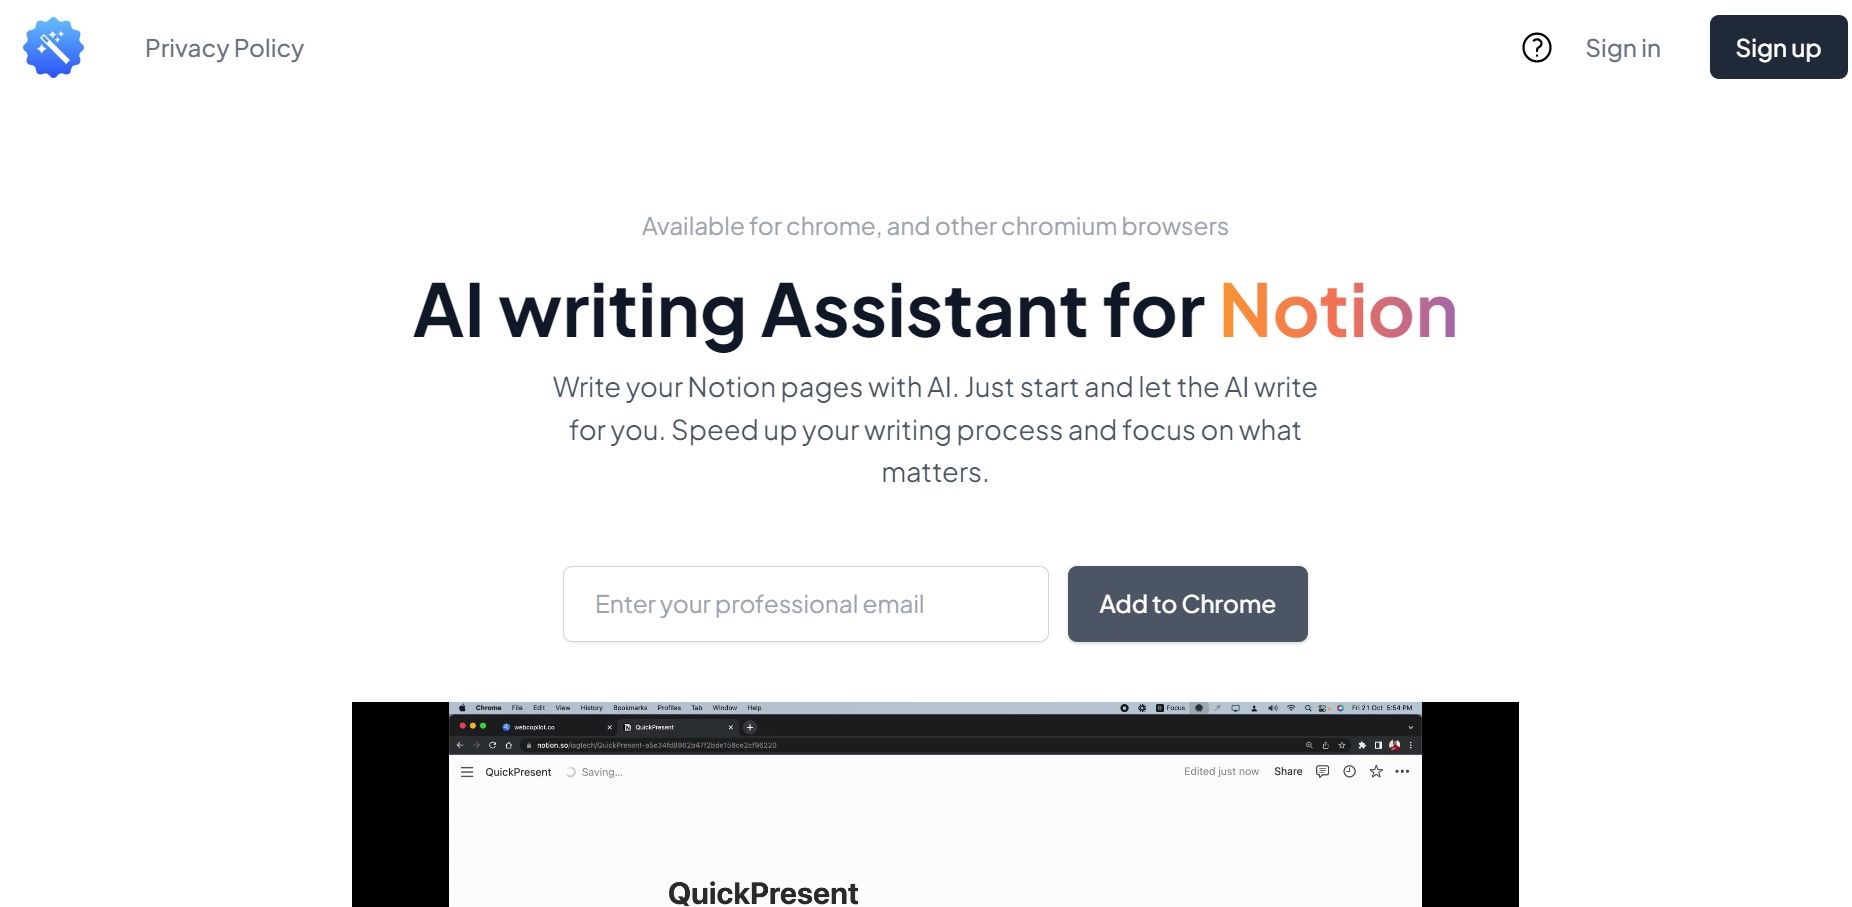 Privacy Policy
Sign in
Sign up
Available for chrome, and other chromium browsers
AI writing Assistant for Notion
Write your Notion pages with AI. Just start and let the AI write
for you. Speed up your writing process and focus on what
matters.
Enter your professional email
Add to Chrome
Chrome File Edit View History Bookmarks Profiles Tab Window Help
Focus
Fri 21 Oct 5:54 PM
webcopilot.co
QuickPresent
notion.so/iagtech/QuickPresent-a5e34fd8962b47f2bde158ce2cf96220
QuickPresent
Saving...
Edited just now
Share
QuickPresent